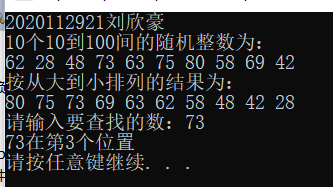 2020112921刘欣豪
10个10到100间的随机整数为：
62 28 48 73 63 75 80 58 69 42
按从大到小排列的结果为：
80 75 73 69 63 62 58 48 42 28
请输入要查找的数：73
73在第3个位置
请按任意键继续. . .